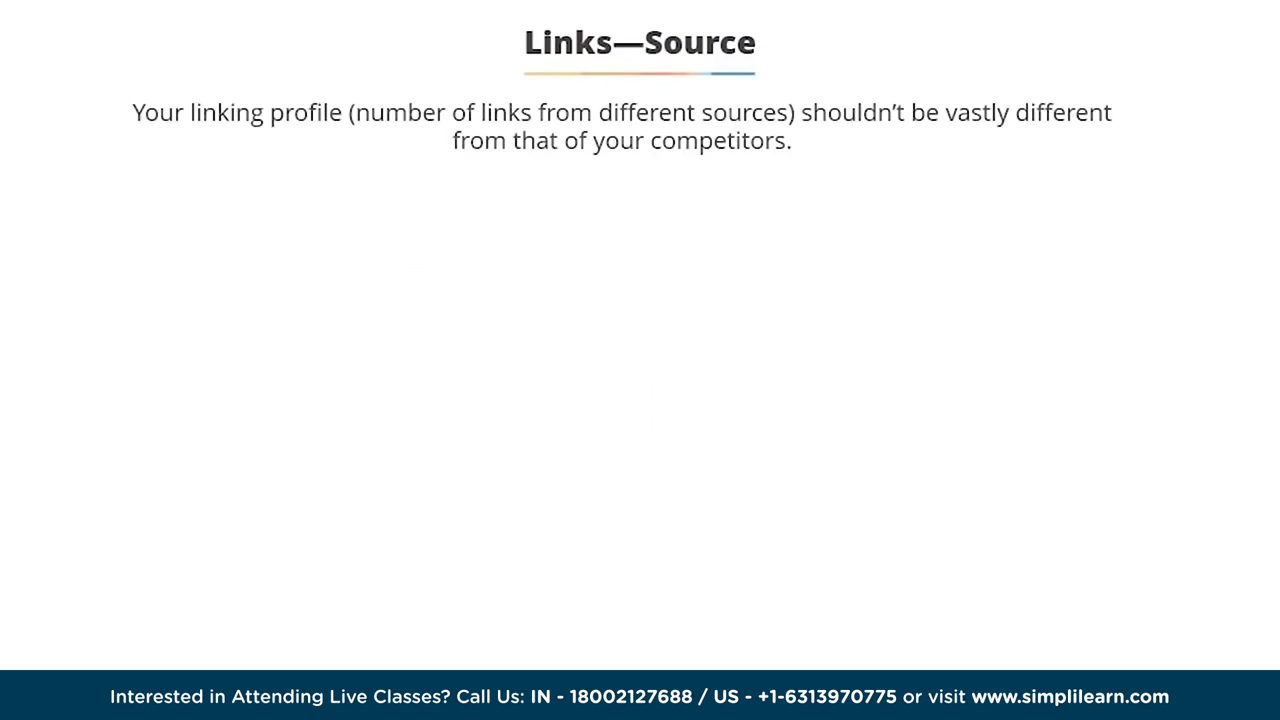 Links—Source
Your linking profile (number of links from different sources) shouldn’t be vastly different
from that of your competitors.
Interested in Attending Live Classes? Call Us: IN - 18002127688 / US - +1-6313970775 or visit www.simplilearn.com